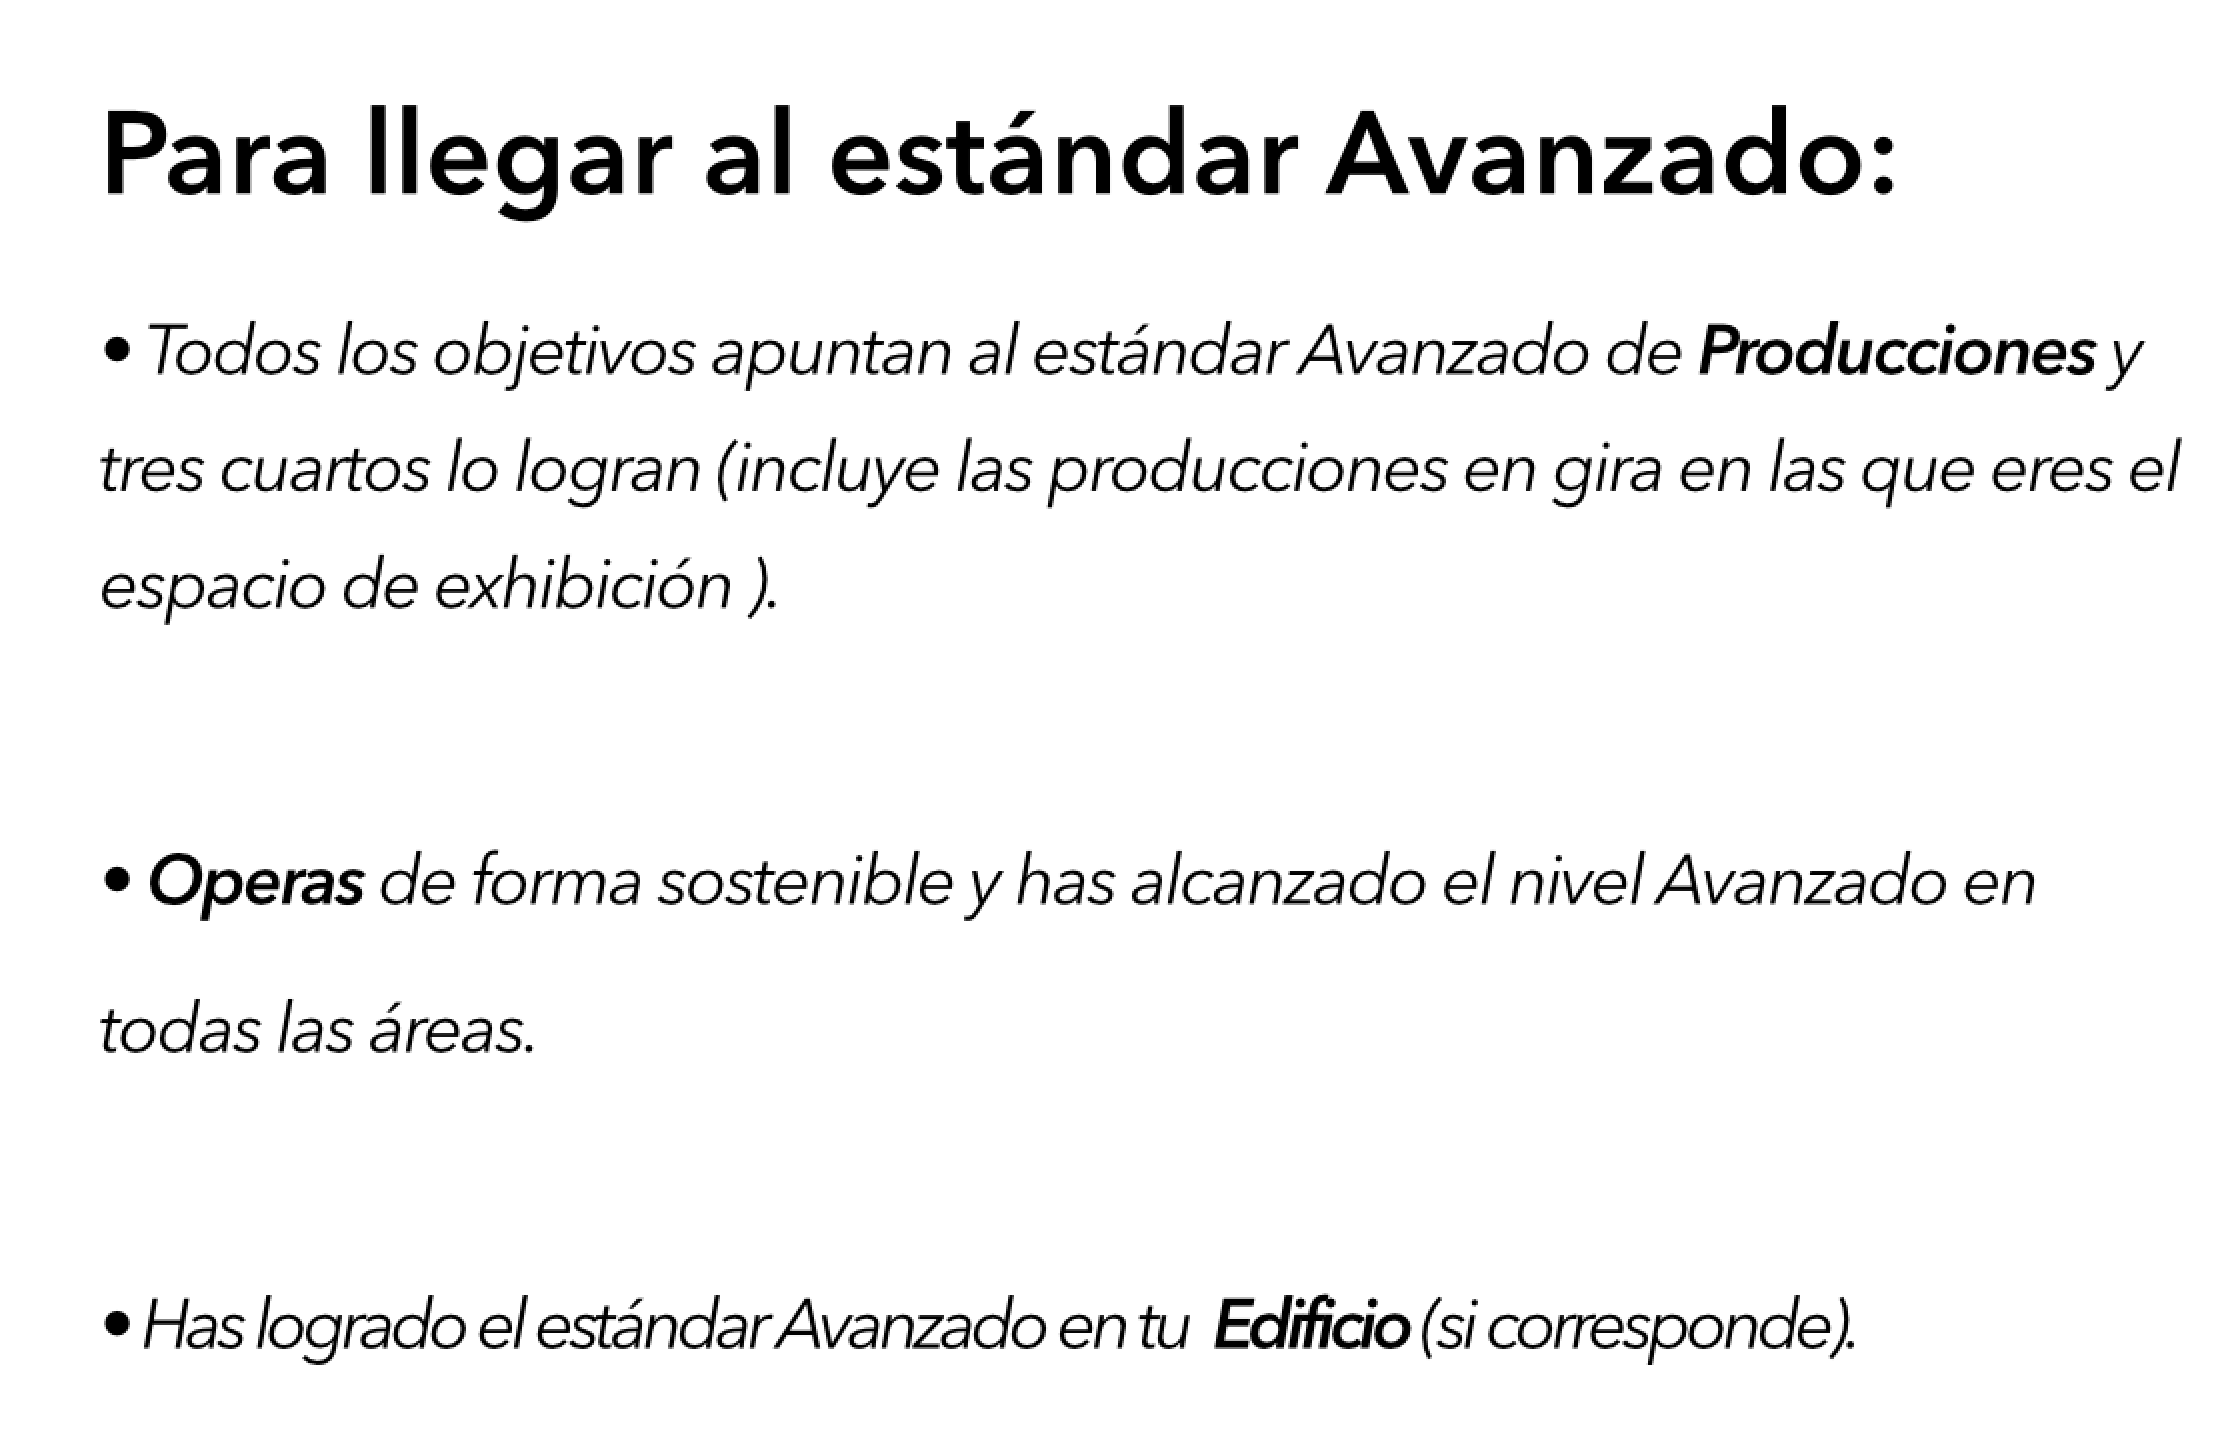 Para llegar al estándar Avanzado:
• Todos los objetivos apuntan al estándar Avanzado de Producciones y
tres cuartos lo logran (incluye las producciones en gira en las que eres el
espacio de exhibición ).
• Operas de forma sostenible y has alcanzado el nivel Avanzado en
todas las áreas.
• Has logrado el estándar Avanzado en tu Edificio (si corresponde).